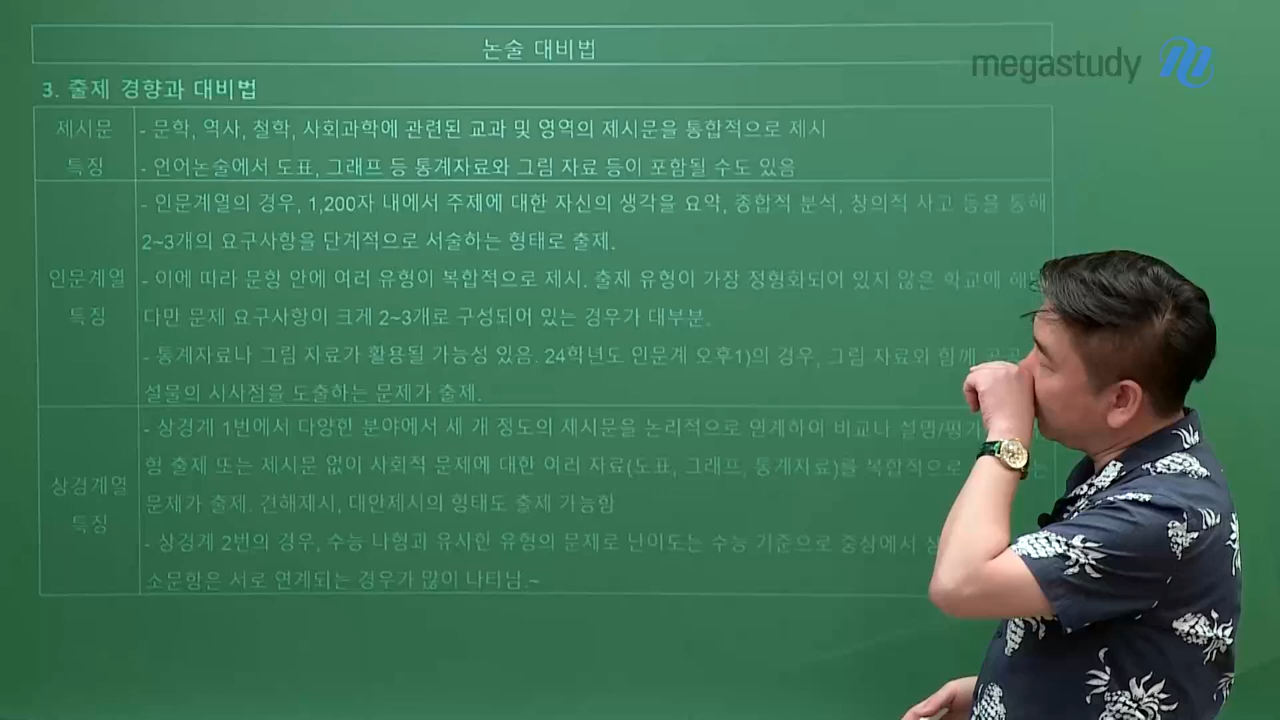 논술 대비법
megastudy
3. 출제 경향과 대비법
제시문
특징
- 문학, 역사, 철학, 사회과학에 관련된 교과 및 영역의 제시문을 통합적으로 제시
- 언어논술에서 도표, 그래프 등 통계자료와 그림 자료 등이 포함될 수도 있음
인문계열
특징
- 인문계열의 경우, 1,200자 내에서 주제에 대한 자신의 생각을 요약, 종합적 분석, 창의적 사고 등을 통해
2~3개의 요구사항을 단계적으로 서술하는 형태로 출제.
- 이에 따라 문항 안에 여러 유형이 복합적으로 제시. 출제 유형이 가장 정형화되어 있지 않은 학교에
다만 문제 요구사항이 크게 2~3개로 구성되어 있는 경우가 대부분.
- 통계자료나 그림 자료가 활용될 가능성 있음. 24학년도 인문계 오후1)의 경우, 그림 자료와 함께
설물의 시사점을 도출하는 문제가 출제.
상경계열
특징
- 상경계 1번에서 다양한 분야에서 세 개 정도의 제시문을 논리적으로 연계하여 비교나 설명/평가
형 출제 또는 제시문 없이 사회적 문제에 대한 여러 자료(도표, 그래프, 통계자료)를 복합적으로
문제가 출제. 견해제시, 대안제시의 형태도 출제 가능함
- 상경계 2번의 경우, 수능 나형과 유사한 유형의 문제로 난이도는 수능 기준으로 중상에서
소문항은 서로 연계되는 경우가 많이 나타남.~